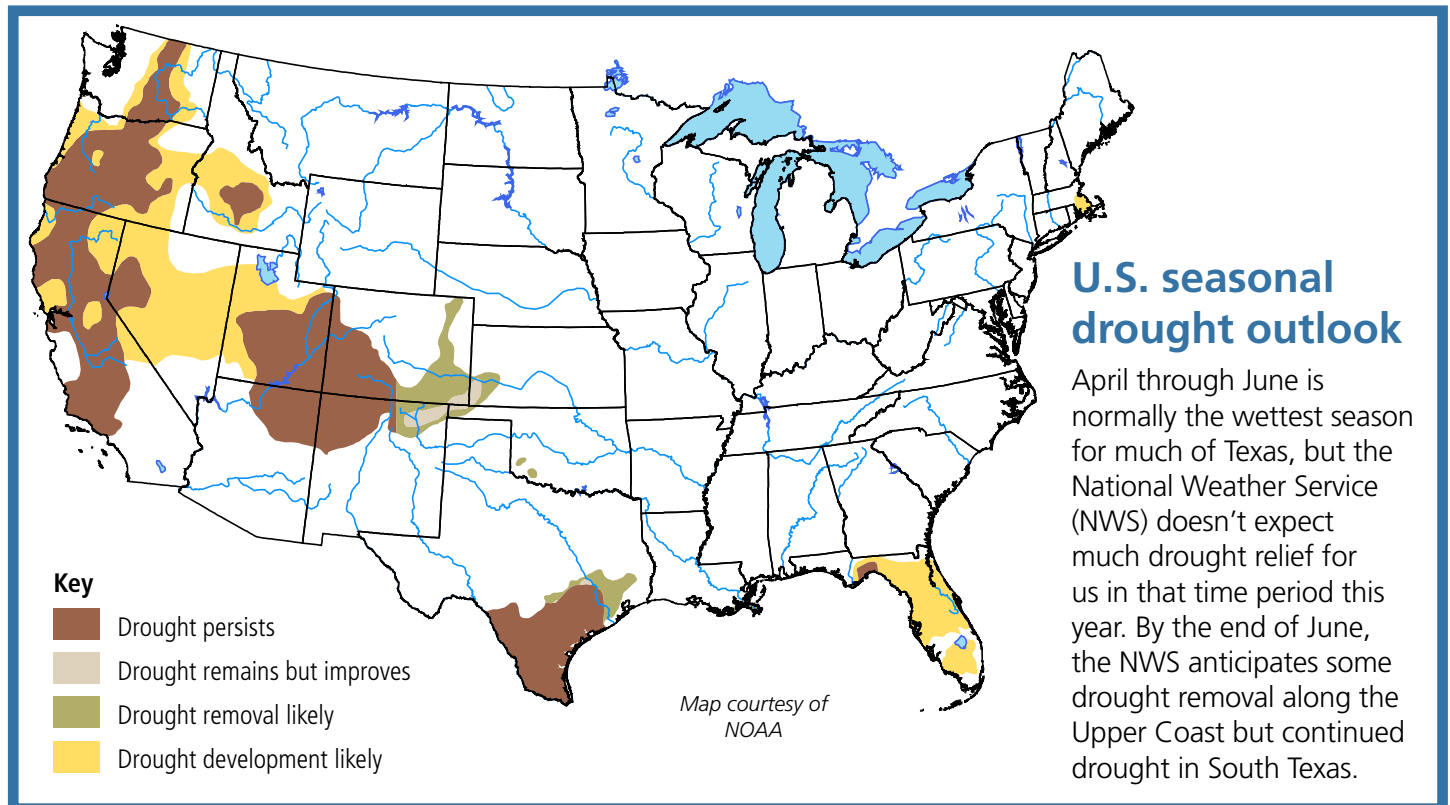 U.S. seasonal
drought outlook
April through June is
normally the wettest season
for much of Texas, but the
National Weather Service
(NWS) doesn’t expect
much drought relief for
us in that time period this
year. By the end of June,
the NWS anticipates some
drought removal along the
Upper Coast but continued
drought in South Texas.
Key
Drought persists
Drought remains but improves
Drought removal likely
Drought development likely
Map courtesy of
NOAA